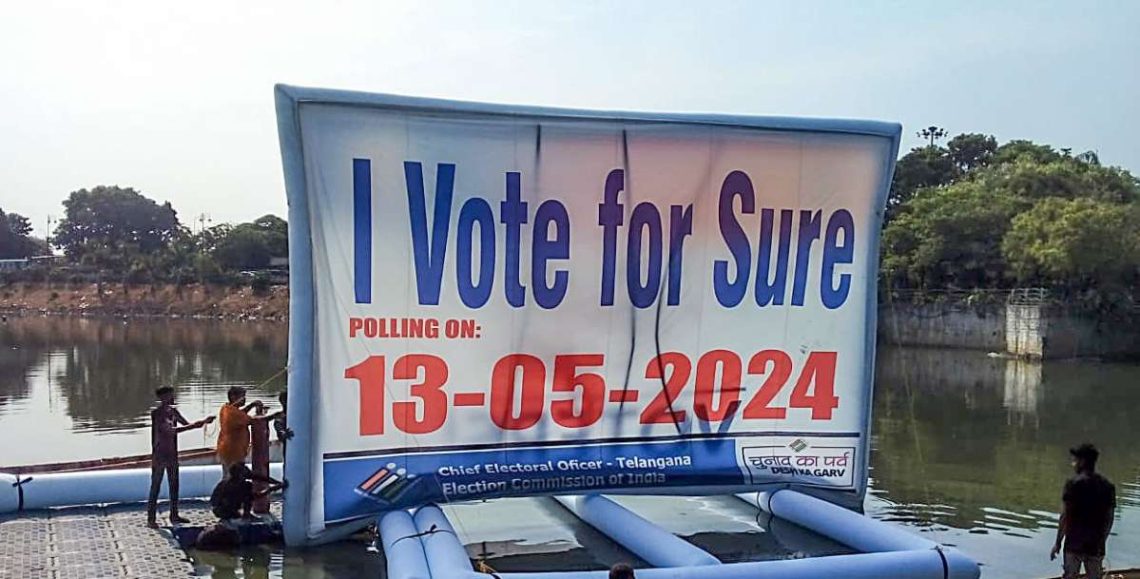 I Vote for Sure
POLLING ON:
13-05-2024
Chief Electoral Oficer - Telangana
Election Commission of India
चुनाव का पर्व
DESH KA GARV